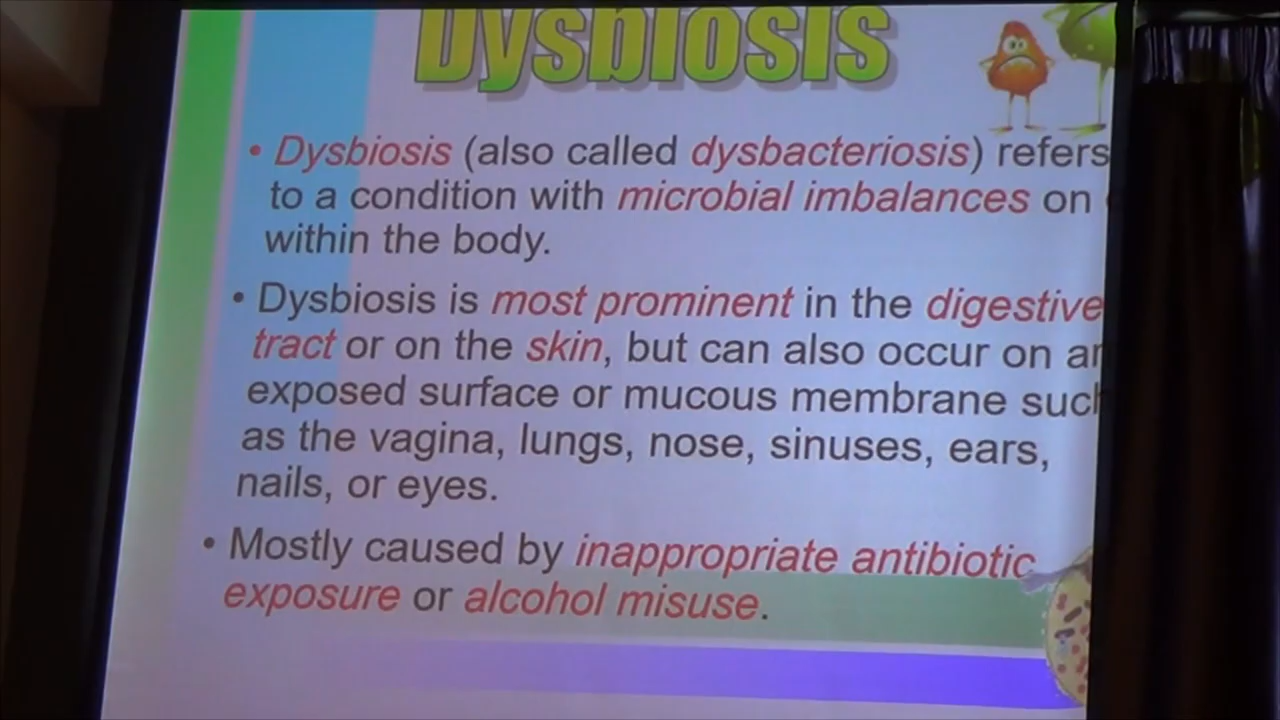 Dysbiosis
• Dysbiosis (also called dysbacteriosis) refers
to a condition with microbial imbalances on
within the body.
• Dysbiosis is most prominent in the digestive
tract or on the skin, but can also occur on
exposed surface or mucous membrane such
as the vagina, lungs, nose, sinuses, ears,
nails, or eyes.
• Mostly caused by inappropriate antibiotic
exposure or alcohol misuse.